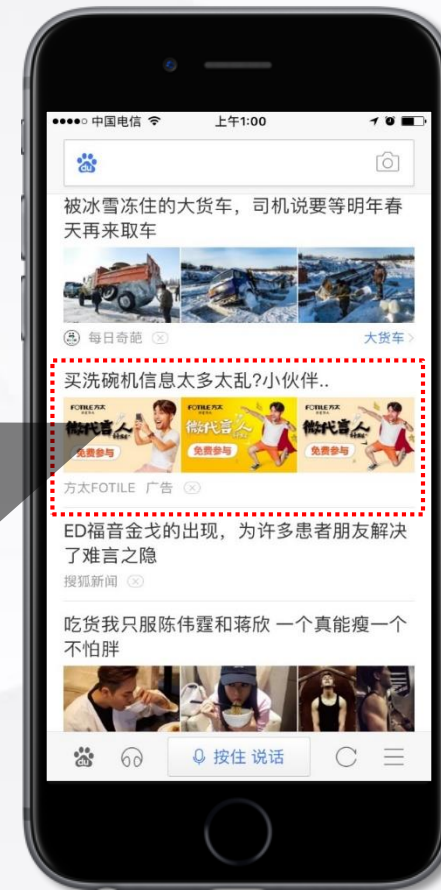 中国电信 上午1:00
du
被冰雪冻住的大货车，司机说要等明年春
天再来取车
每日奇葩 大货车
买洗碗机信息太多太乱?小伙伴..
FOTILE方太 FOTILE方太 FOTILE方太
微代言人 微代言人 微代言人
免费参与 免费参与 免费参与
方太FOTILE 广告
ED福音金戈的出现，为许多患者朋友解决
了难言之隐
搜狐新闻
吃货我只服陈伟霆和蒋欣 一个真能瘦一个
不怕胖
du 按住 说话